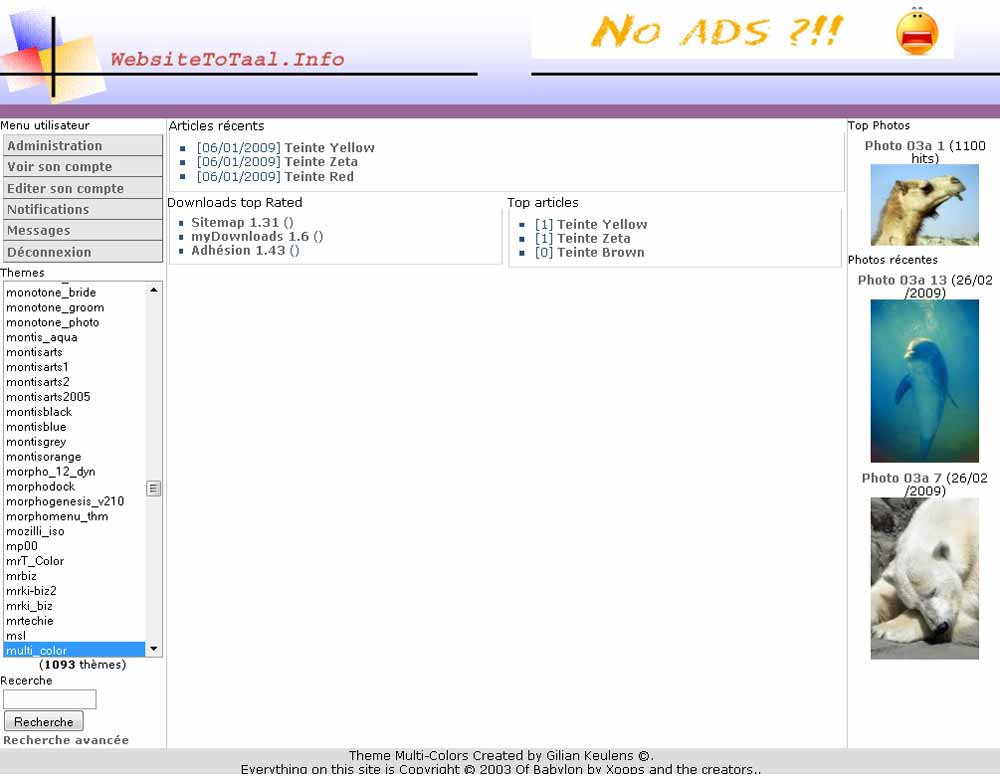 WebsiteToTaal.Info
No ADS ?!!
Menu utilisateur
Administration
Voir son compte
Editer son compte
Notifications
Messages
Déconnexion
Themes
monotone_bride
monotone_groom
monotone_photo
montis_aqua
montisarts
montisarts1
montisarts2
montisarts2005
montisblack
montisblue
montisgrey
montisorange
morpho_12_dyn
morphodock
morphogenesis_v210
morphomenu_thm
mozilli_iso
mp00
mrT_Color
mrbiz
mrki-biz2
mrki_biz
mrtechie
msl
multi_color
(1093 thèmes)
Recerche
Recherche
Recherche avancée
Articles récents
[06/01/2009] Teinte Yellow
[06/01/2009] Teinte Zeta
[06/01/2009] Teinte Red
Downloads top Rated
Sitemap 1.31 ()
myDownloads 1.6 ()
Adhésion 1.43 ()
Top articles
[1] Teinte Yellow
[1] Teinte Zeta
[0] Teinte Brown
Top Photos
Photo 03a 1 (1100
hits)
Photos récentes
Photo 03a 13 (26/02
/2009)
Photo 03a 7 (26/02
/2009)
Theme Multi-Colors Created by Gilian Keulens ©.
Everything on this site is Copyright © 2003 Of Babylon by Xoops and the creators..